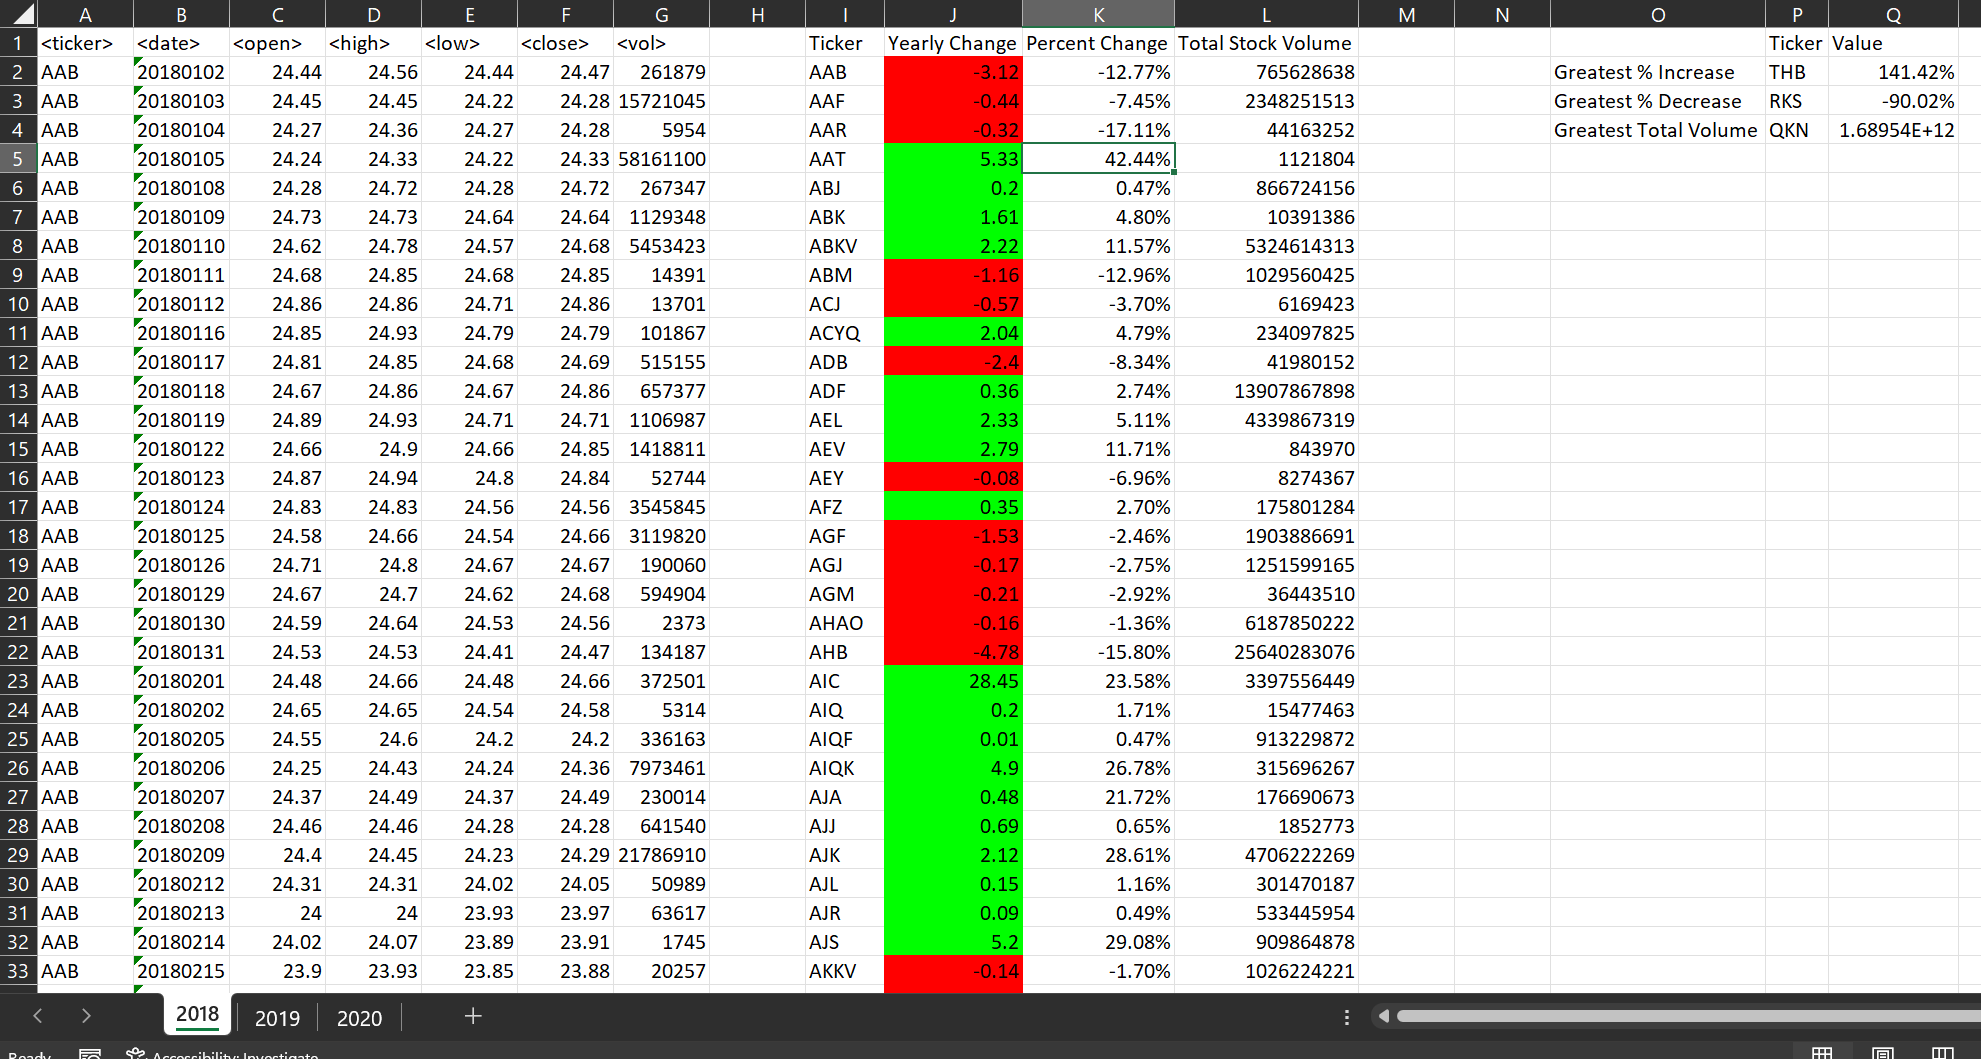 A B C D E F G H I J K L M N O P Q
1 <ticker> <date> <open> <high> <low> <close> <vol> Ticker Yearly Change Percent Change Total Stock Volume Ticker Value
2 AAB 20180102 24.44 24.56 24.44 24.47 261879 AAB -3.12 -12.77% 765628638 Greatest % Increase THB 141.42%
3 AAB 20180103 24.45 24.45 24.22 24.28 15721045 AAF -0.44 -7.45% 2348251513 Greatest % Decrease RKS -90.02%
4 AAB 20180104 24.27 24.36 24.27 24.28 5954 AAR -0.32 -17.11% 44163252 Greatest Total Volume QKN 1.68954E+12
5 AAB 20180105 24.24 24.33 24.22 24.33 58161100 AAT 5.33 42.44% 1121804
6 AAB 20180108 24.28 24.72 24.28 24.72 267347 ABJ 0.2 0.47% 866724156
7 AAB 20180109 24.73 24.73 24.64 24.64 1129348 ABK 1.61 4.80% 10391386
8 AAB 20180110 24.62 24.78 24.57 24.68 5453423 ABKV 2.22 11.57% 5324614313
9 AAB 20180111 24.68 24.85 24.68 24.85 14391 ABM -1.16 -12.96% 1029560425
10 AAB 20180112 24.86 24.86 24.71 24.86 13701 ACJ -0.57 -3.70% 6169423
11 AAB 20180116 24.85 24.93 24.79 24.79 101867 ACYQ 2.04 4.79% 234097825
12 AAB 20180117 24.81 24.85 24.68 24.69 515155 ADB -2.4 -8.34% 41980152
13 AAB 20180118 24.67 24.86 24.67 24.86 657377 ADF 0.36 2.74% 13907867898
14 AAB 20180119 24.89 24.93 24.71 24.71 1106987 AEL 2.33 5.11% 4339867319
15 AAB 20180122 24.66 24.9 24.66 24.85 1418811 AEV 2.79 11.71% 843970
16 AAB 20180123 24.87 24.94 24.8 24.84 52744 AEY -0.08 -6.96% 8274367
17 AAB 20180124 24.83 24.83 24.56 24.56 3545845 AFZ 0.35 2.70% 175801284
18 AAB 20180125 24.58 24.66 24.54 24.66 3119820 AGF -1.53 -2.46% 1903886691
19 AAB 20180126 24.71 24.8 24.67 24.67 190060 AGJ -0.17 -2.75% 1251599165
20 AAB 20180129 24.67 24.7 24.62 24.68 594904 AGM -0.21 -2.92% 36443510
21 AAB 20180130 24.59 24.64 24.53 24.56 2373 AHAO -0.16 -1.36% 6187850222
22 AAB 20180131 24.53 24.53 24.41 24.47 134187 AHB -4.78 -15.80% 25640283076
23 AAB 20180201 24.48 24.66 24.48 24.66 372501 AIC 28.45 23.58% 3397556449
24 AAB 20180202 24.65 24.65 24.54 24.58 5314 AIQ 0.2 1.71% 15477463
25 AAB 20180205 24.55 24.6 24.2 24.2 336163 AIQF 0.01 0.47% 913229872
26 AAB 20180206 24.25 24.43 24.24 24.36 7973461 AIQK 4.9 26.78% 315696267
27 AAB 20180207 24.37 24.49 24.37 24.49 230014 AJA 0.48 21.72% 176690673
28 AAB 20180208 24.46 24.46 24.28 24.28 641540 AJJ 0.69 0.65% 1852773
29 AAB 20180209 24.4 24.45 24.23 24.29 21786910 AJK 2.12 28.61% 4706222269
30 AAB 20180212 24.31 24.31 24.02 24.05 50989 AJL 0.15 1.16% 301470187
31 AAB 20180213 24 24 23.93 23.97 63617 AJR 0.09 0.49% 533445954
32 AAB 20180214 24.02 24.07 23.89 23.91 1745 AJS 5.2 29.08% 909864878
33 AAB 20180215 23.9 23.93 23.85 23.88 20257 AKKV -0.14 -1.70% 1026224221
2018 2019 2020
Ready Accessibility: Investigate